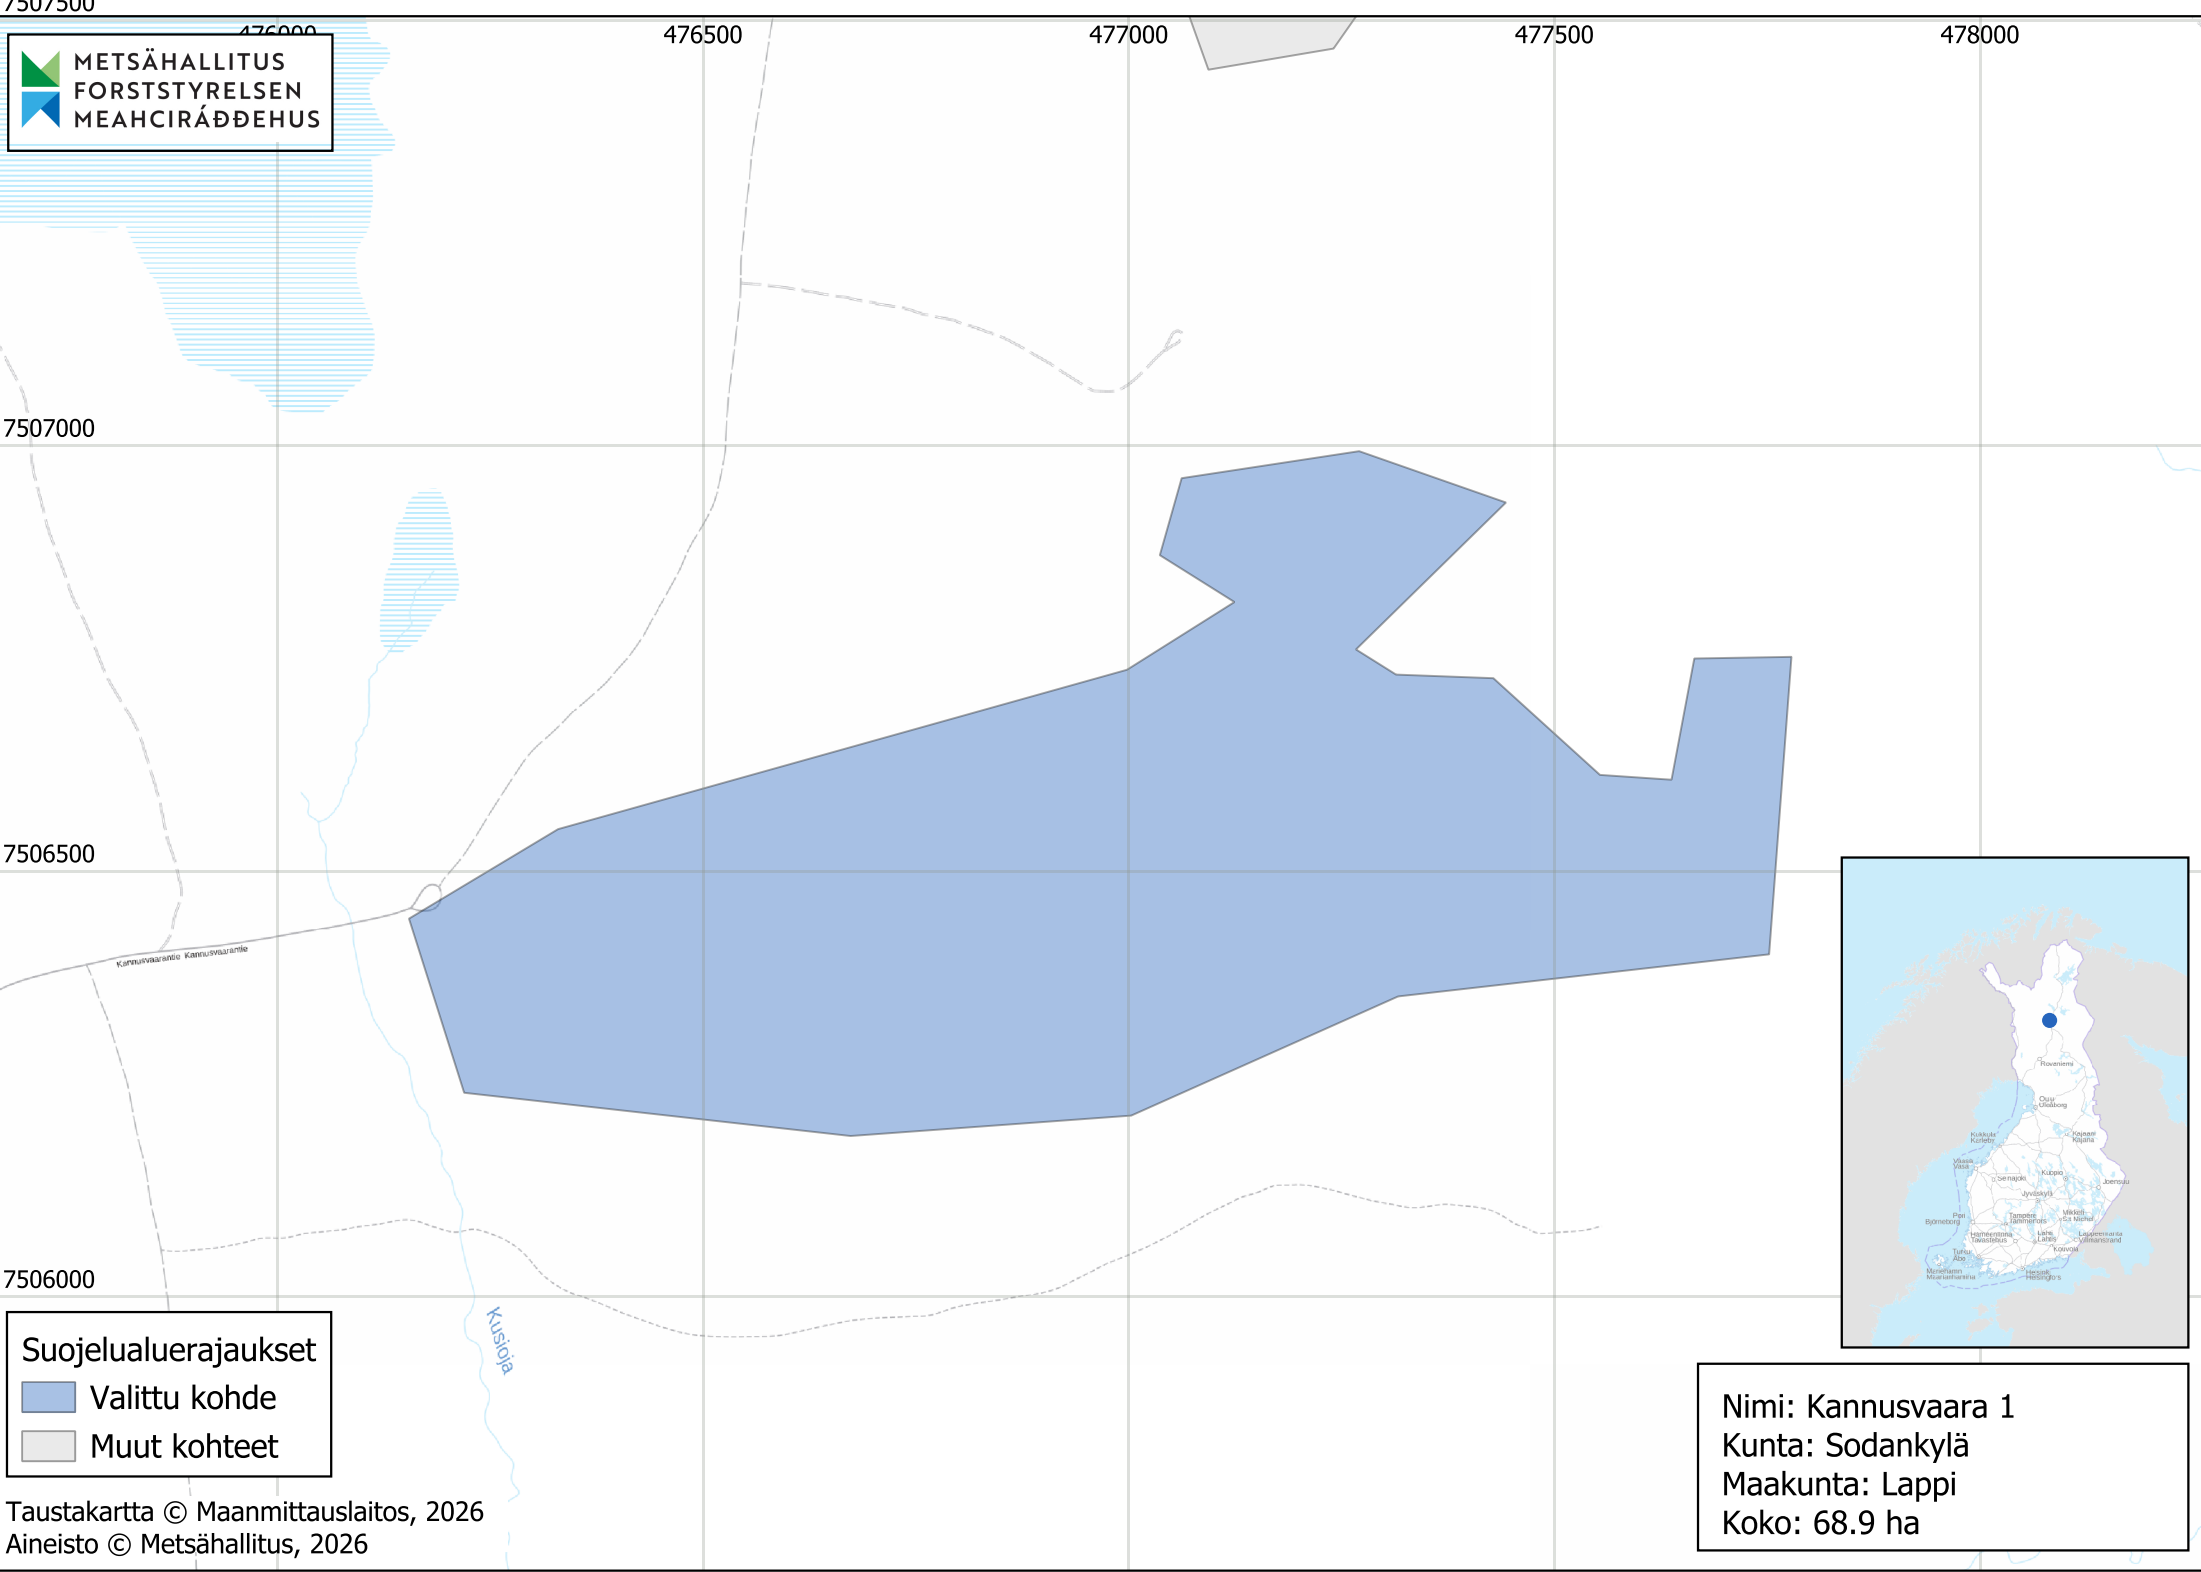 7507500
476000
476500
477000
477500
478000
METSÄHALLITUS
FORSTSTYRELSEN
MEAHCIRÁĐĐEHUS
7507000
7506500
Kannusvaarantie Kannusvaarantie
7506000
Kusioja
Rovaniemi
Oulu
Uleåborg
Kokkola
Karleby
Kajaani
Kajana
Vaasa
Vasa
Seinäjoki
Kuopio
Joensuu
Jyväskylä
Pori
Björneborg
Tampere
Tammerfors
Mikkeli
S:t Michel
Hämeenlinna
Tavastehus
Lahti
Lahtis
Lappeenranta
Villmanstrand
Kouvola
Turku
Åbo
Mariehamn
Maarianhamina
Helsinki
Helsingfors
Suojelualuerajaukset
Valittu kohde
Muut kohteet
Nimi: Kannusvaara 1
Kunta: Sodankylä
Maakunta: Lappi
Koko: 68.9 ha
Taustakartta © Maanmittauslaitos, 2026
Aineisto © Metsähallitus, 2026